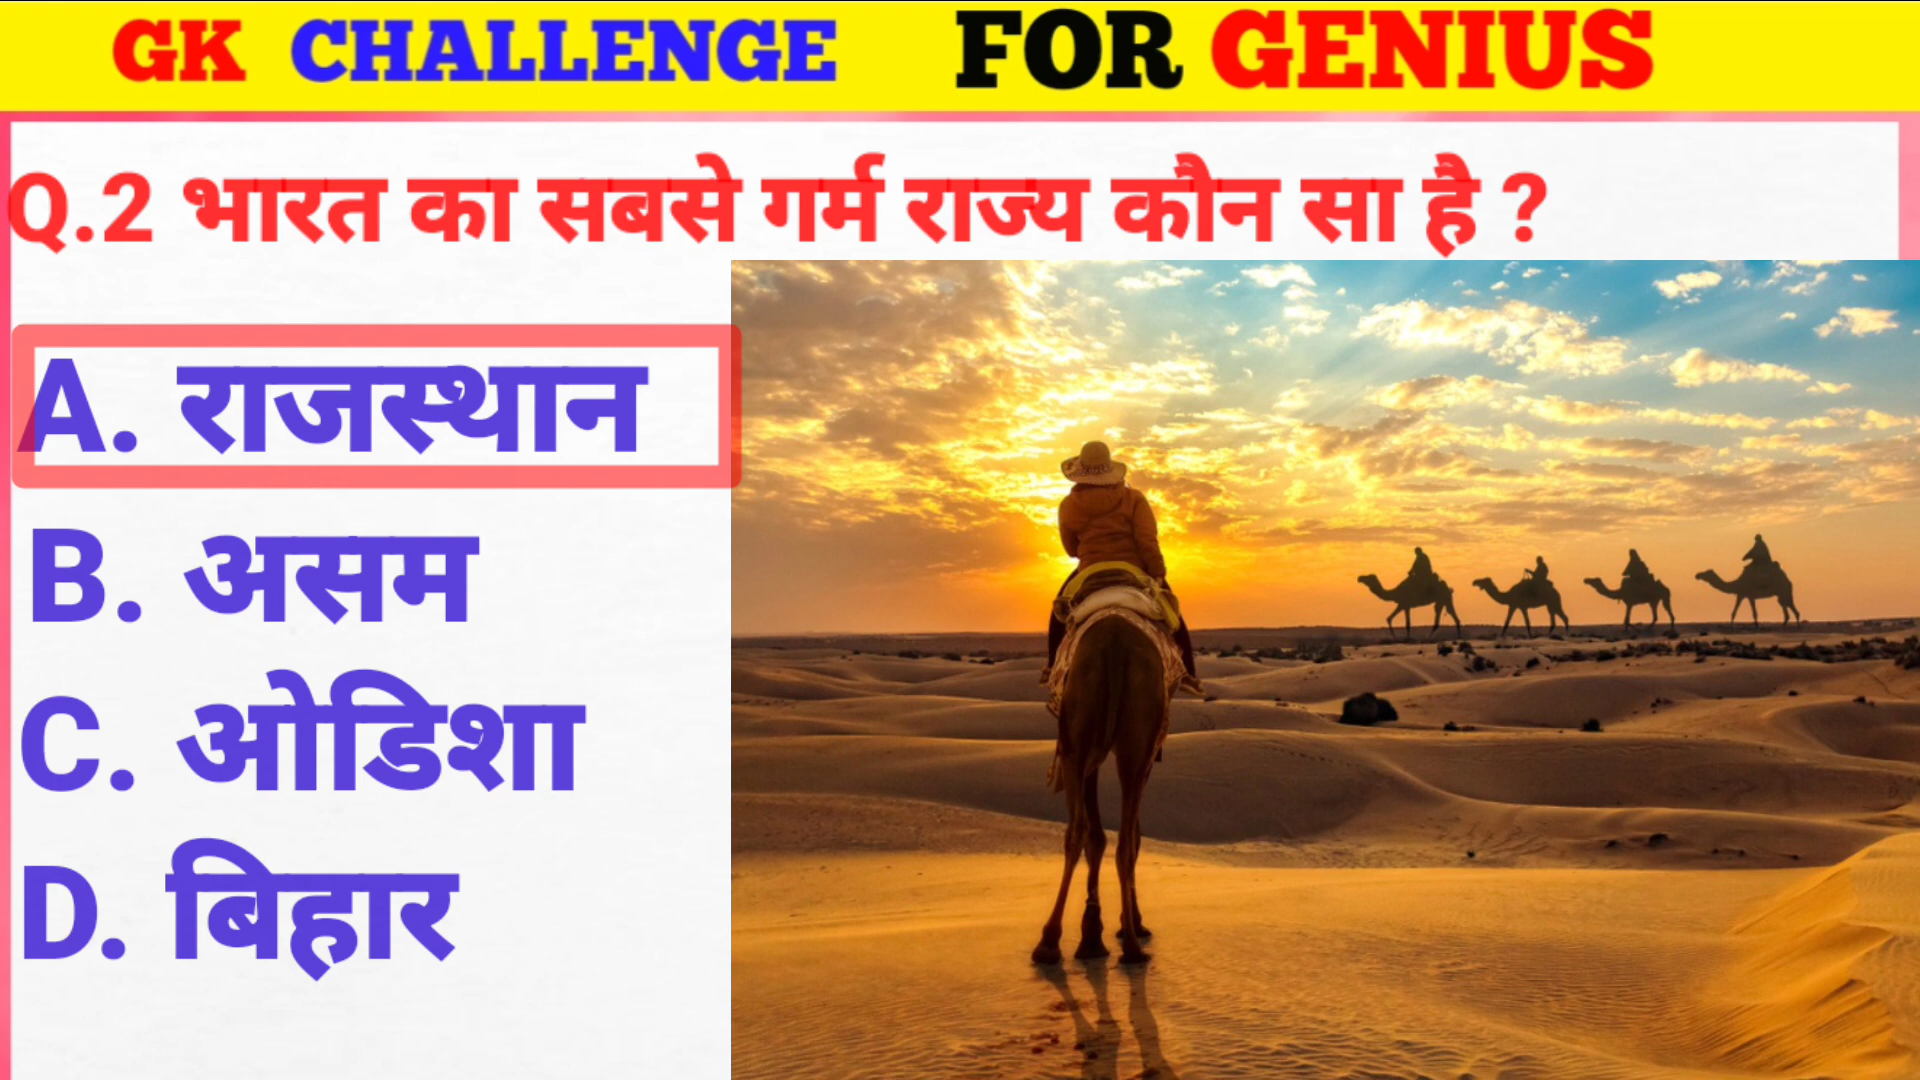 GK CHALLENGE FOR GENIUS
Q.2 भारत का सबसे गर्म राज्य कौन सा है ?
A. राजस्थान
B. असम
C. ओडिशा
D. बिहार